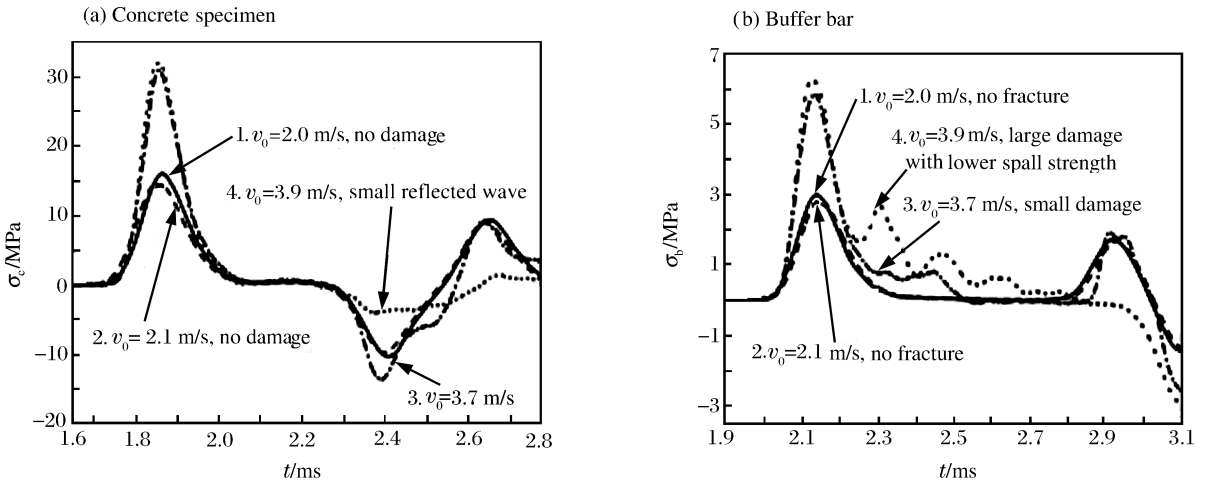 (a) Concrete specimen
30
20
10
0
−10
−20
σc/MPa
1. v0=2.0 m/s, no damage
4. v0=3.9 m/s, small reflected wave
2. v0= 2.1 m/s, no damage
3. v0=3.7 m/s
1.6 1.8 2.0 2.2 2.4 2.6 2.8
t/ms
(b) Buffer bar
7
5
3
1
−1
−3
σb/MPa
1. v0=2.0 m/s, no fracture
4. v0=3.9 m/s, large damage
with lower spall strength
3. v0=3.7 m/s, small damage
2. v0=2.1 m/s, no fracture
1.9 2.1 2.3 2.5 2.7 2.9 3.1
t/ms